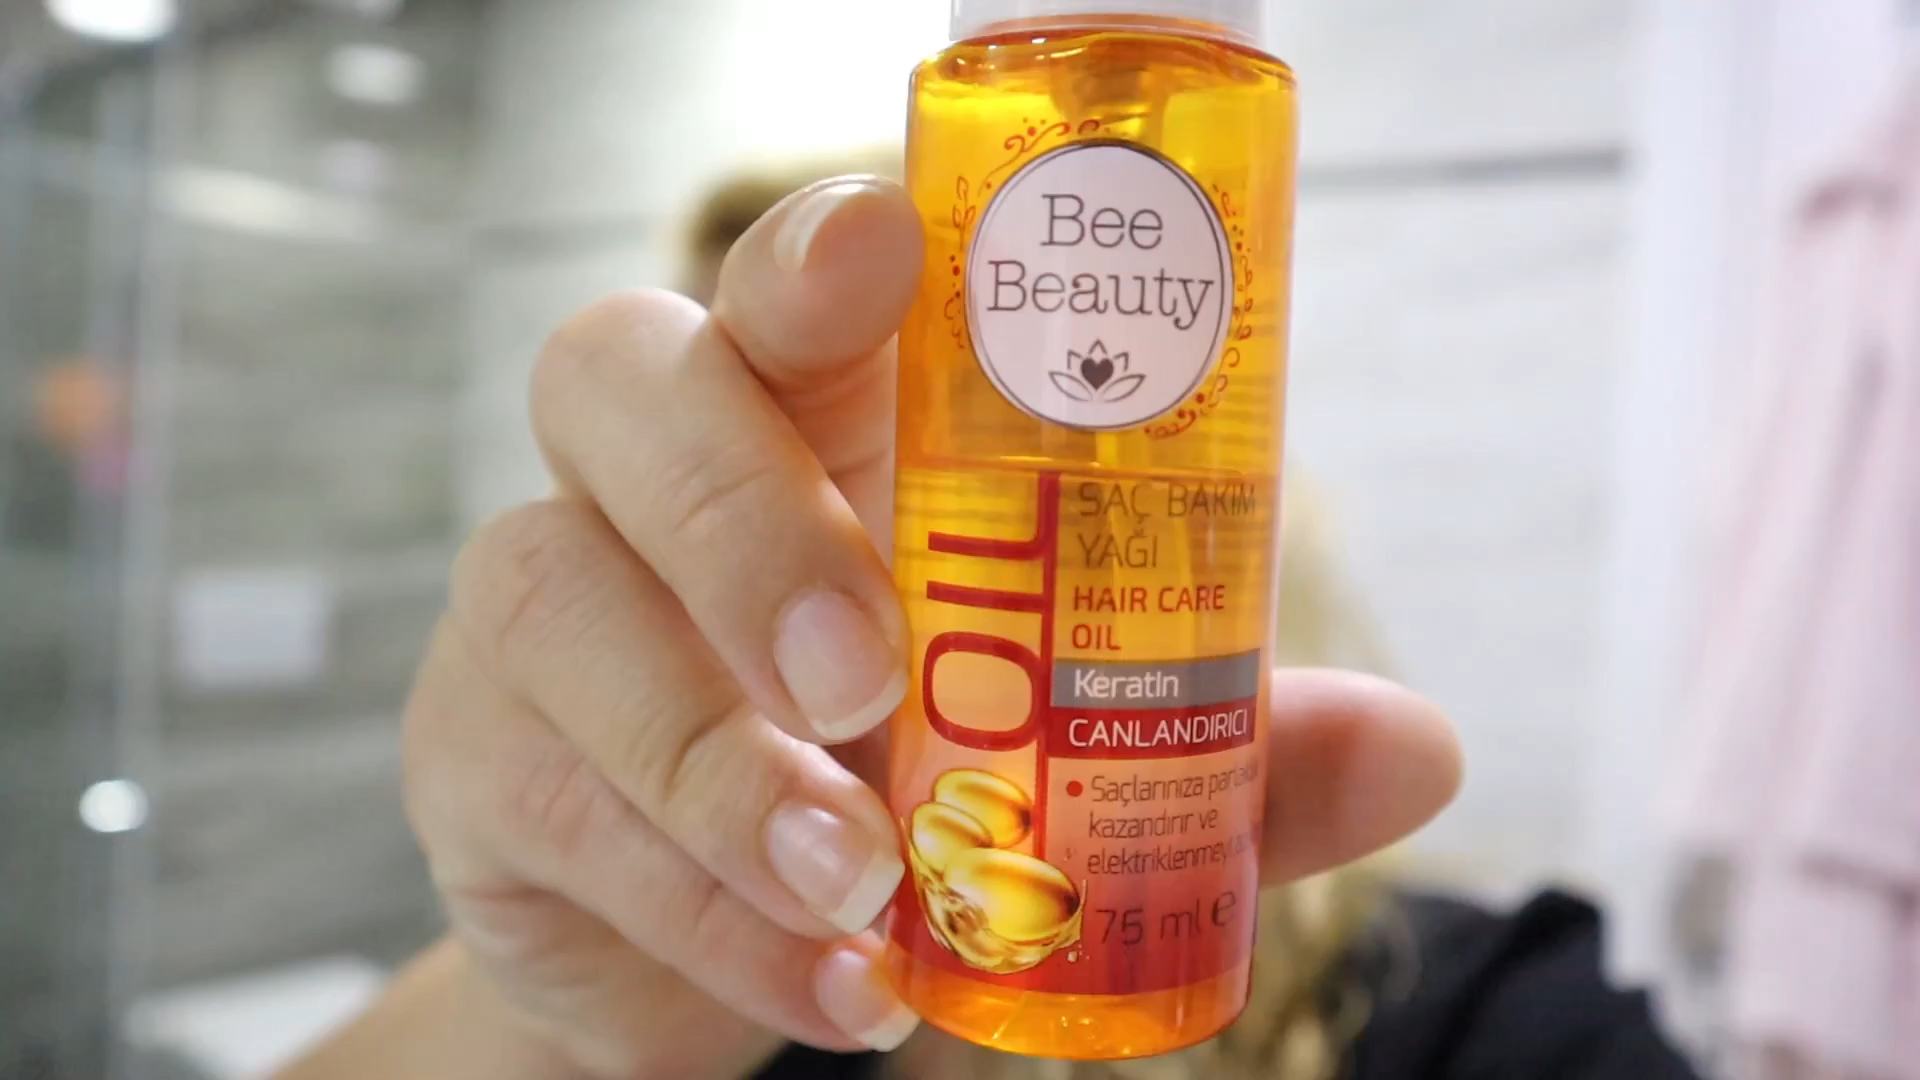 Bee
Beauty
OIL
SAÇ BAKIM
YAĞI
HAIR CARE
OIL
Keratin
CANLANDIRICI
Saçlarınıza
kazandırır ve
75 ml e